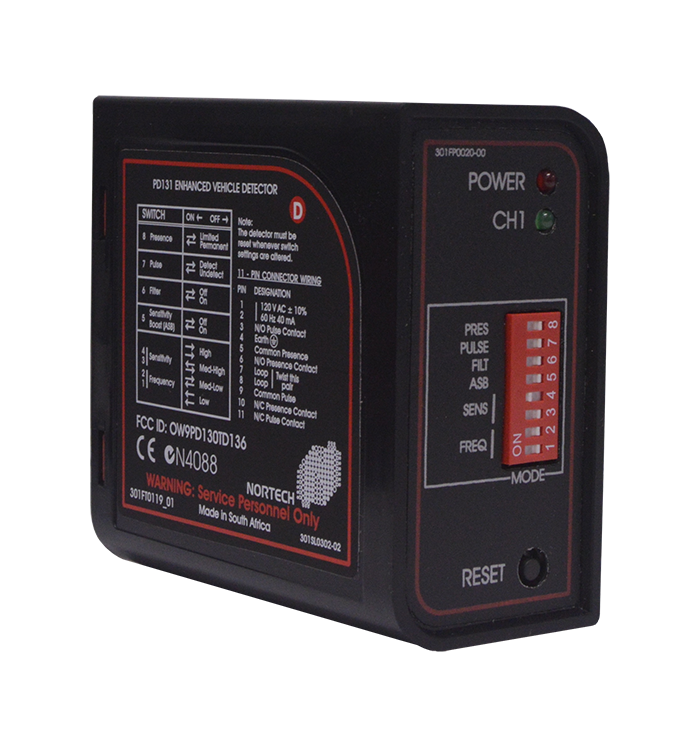 PD131 ENHANCED VEHICLE DETECTOR
D
SWITCH ON ← OFF →
8 Presence ⇄ Limited
Permanent
7 Pulse ⇄ Detect
Undetect
6 Filter ⇄ Off
On
5 Sensitivity
Boost (ASB) ⇄ Off
On
4
3 Sensitivity
2
1 Frequency
High
Med-High
Med-Low
Low
Note:
The detector must be
reset whenever switch
settings are altered.
11 - PIN CONNECTOR WIRING
PIN DESIGNATION
1 120 V AC ± 10%
2 60 Hz 40 mA
3 N/O Pulse Contact
4 Earth
5 Common Presence
6 N/O Presence Contact
7 Loop Twist this
8 Loop pair
9 Common Pulse
10 N/C Presence Contact
11 N/C Pulse Contact
FCC ID: OW9PD130TD136
CE N4088
NORTECH
WARNING: Service Personnel Only
301FT0119_01 Made in South Africa
301SL0302-02
301FP0020-00
POWER
CH1
PRES
PULSE
FILT
ASB
SENS
FREQ
ON
1 2 3 4 5 6 7 8
MODE
RESET